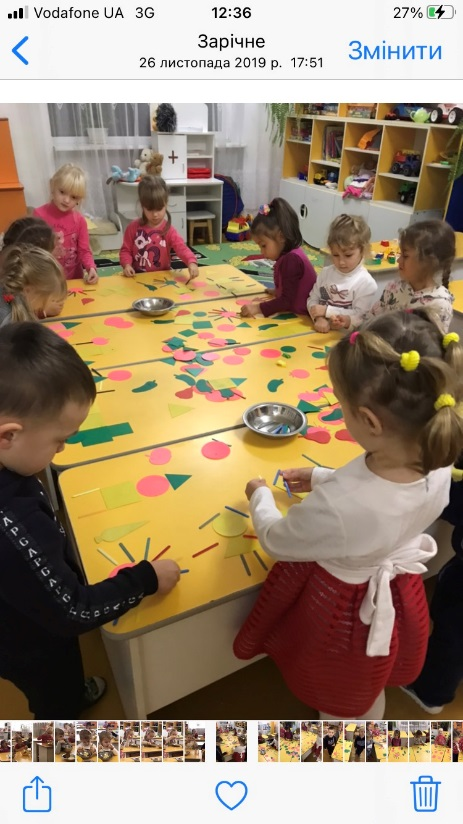 Vodafone UA 3G 12:36 27%
Зарічне
26 листопада 2019 р. 17:51
Змінити